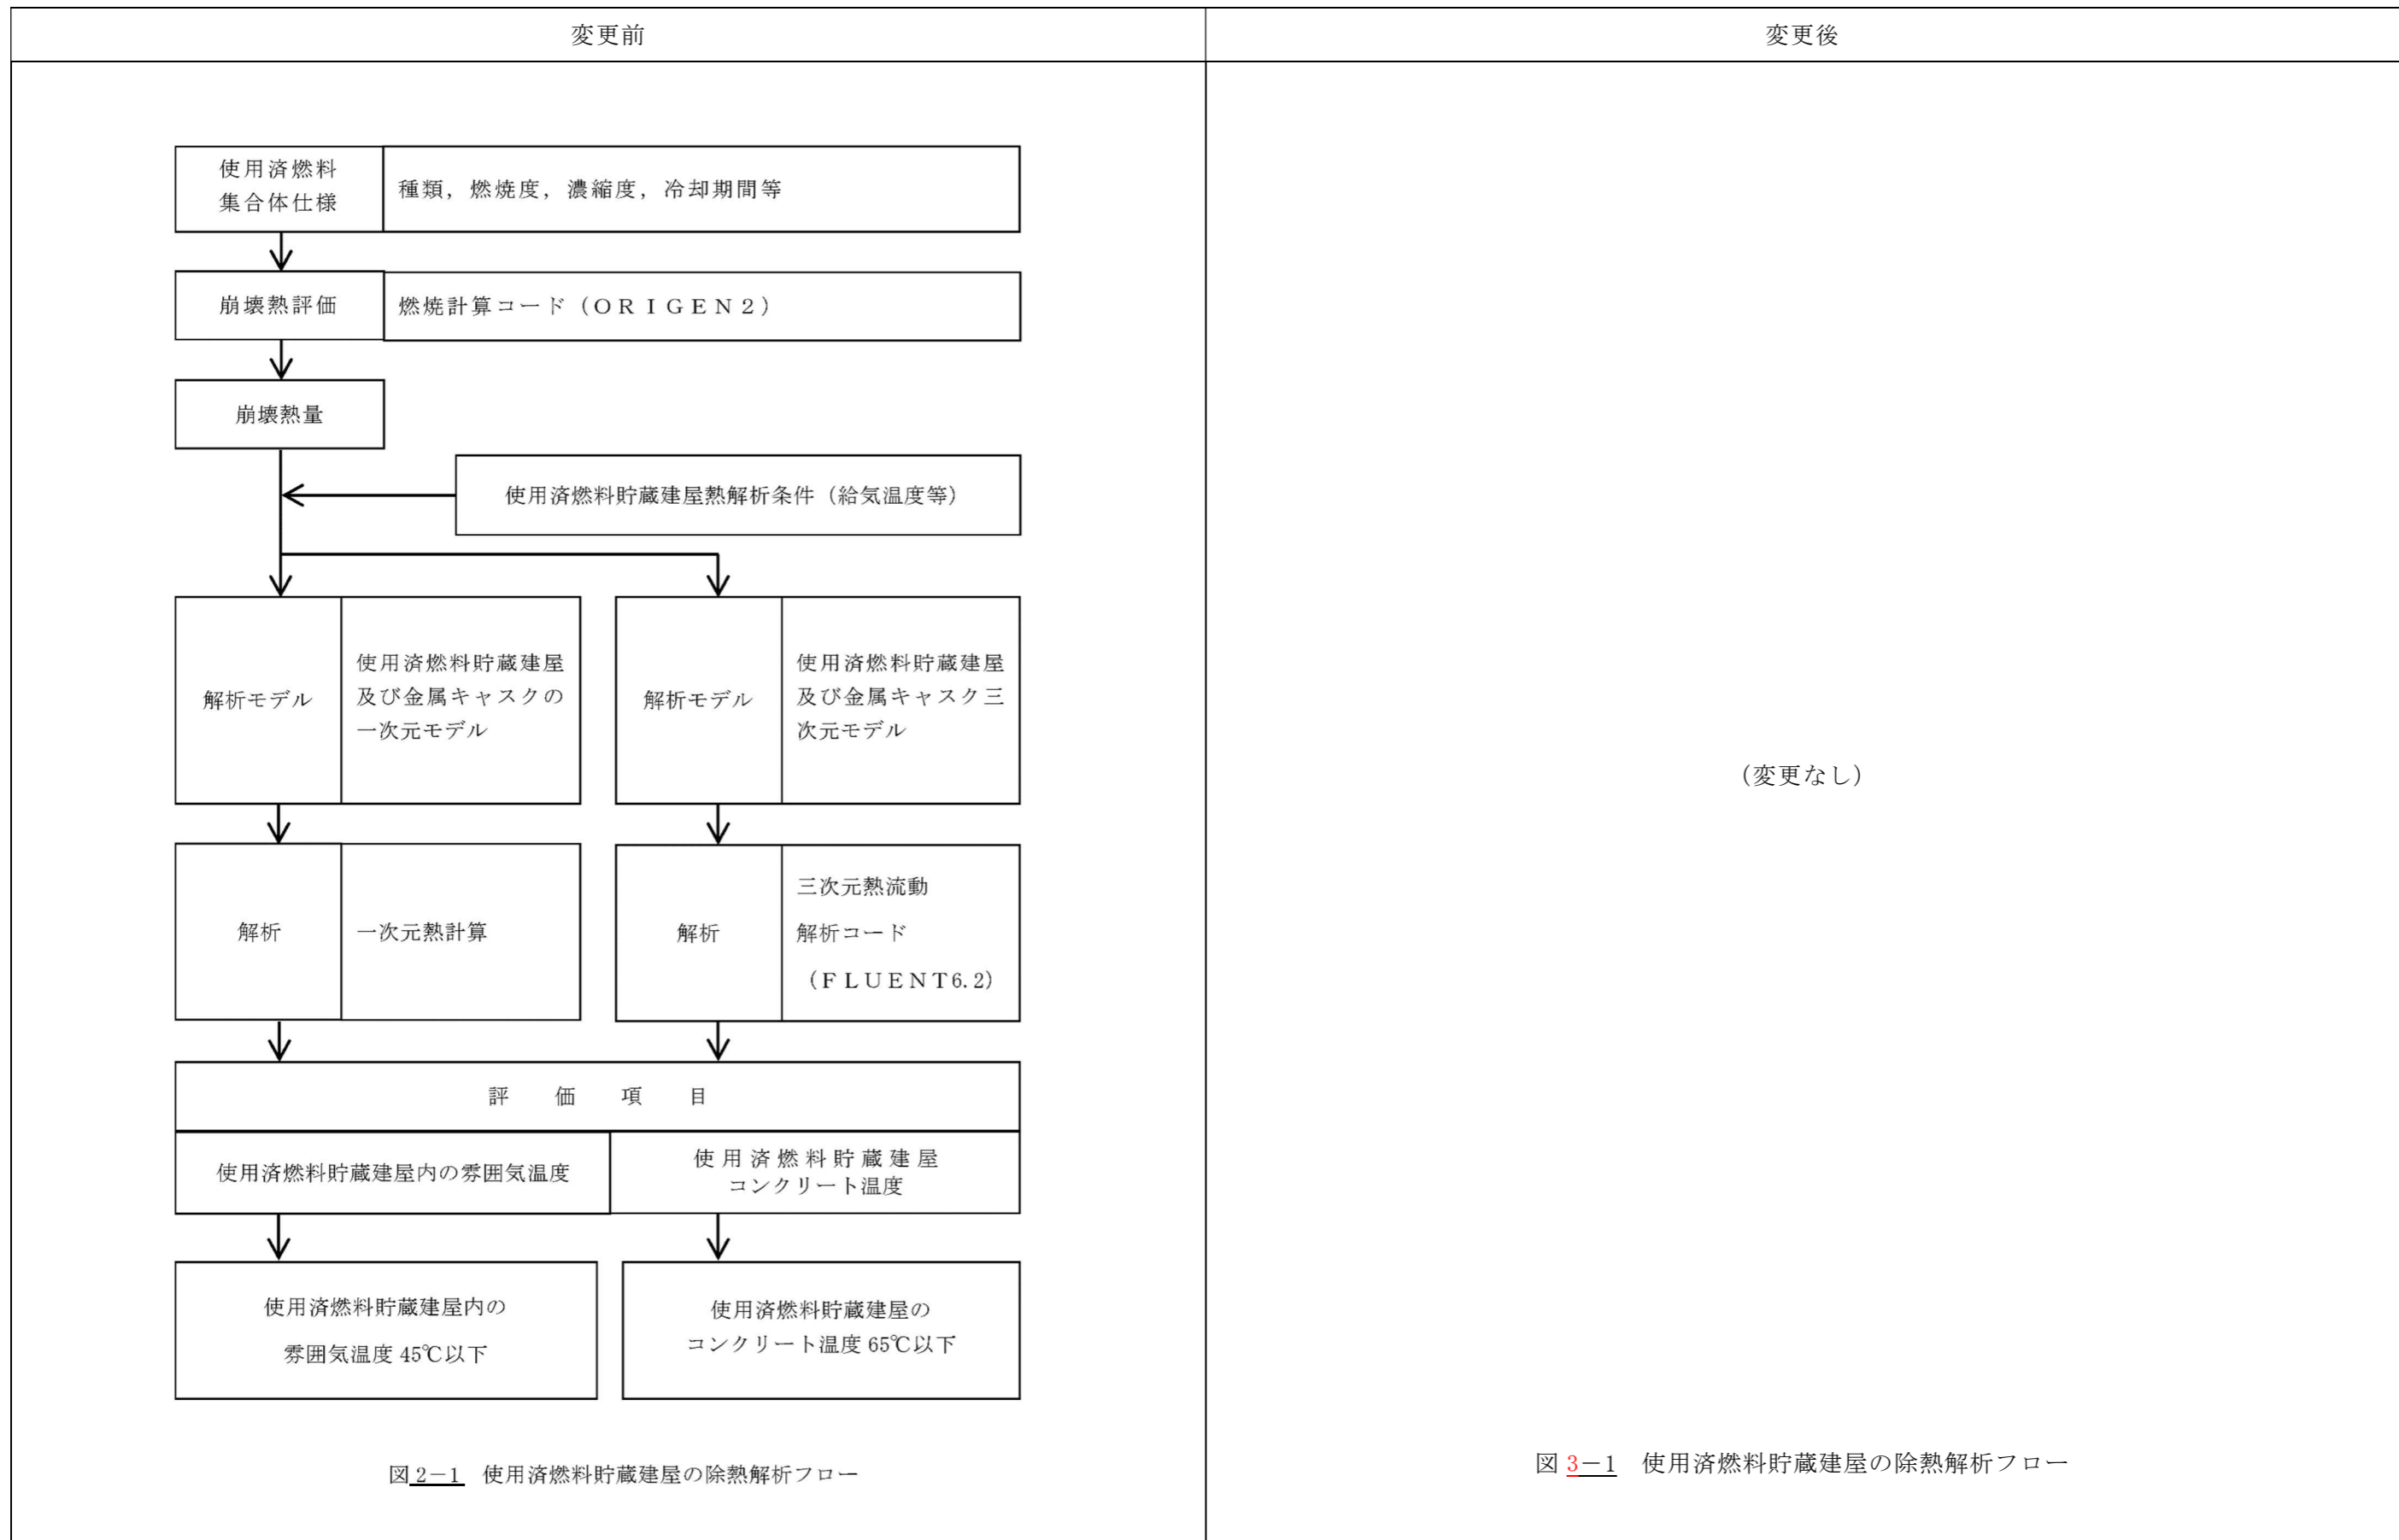 変更前
変更後
使用済燃料
集合体仕様
種類，燃焼度，濃縮度，冷却期間等
崩壊熱評価
燃焼計算コード（ＯＲＩＧＥＮ２）
崩壊熱量
使用済燃料貯蔵建屋熱解析条件（給気温度等）
解析モデル
使用済燃料貯蔵建屋
及び金属キャスクの
一次元モデル
解析モデル
使用済燃料貯蔵建屋
及び金属キャスク三
次元モデル
解析
一次元熱計算
解析
三次元熱流動
解析コード
（ＦＬＵＥＮＴ6.2）
評　価　項　目
使用済燃料貯蔵建屋内の雰囲気温度
使用済燃料貯蔵建屋
コンクリート温度
使用済燃料貯蔵建屋内の
雰囲気温度 45℃以下
使用済燃料貯蔵建屋の
コンクリート温度 65℃以下
図 2－1　使用済燃料貯蔵建屋の除熱解析フロー
（変更なし）
図 3－1　使用済燃料貯蔵建屋の除熱解析フロー